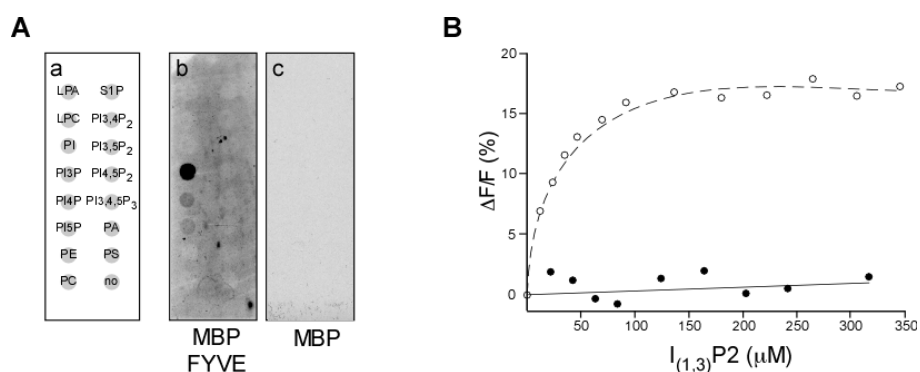 A
a
LPA S1P
LPC PI3,4P2
PI PI3,5P2
PI3P PI4,5P2
PI4P PI3,4,5P3
PI5P PA
PE PS
PC no
b
c
MBP
FYVE
MBP
B
20
15
10
5
0
ΔF/F (%)
50 100 150 200 250 300 350
I(1,3)P2 (μM)